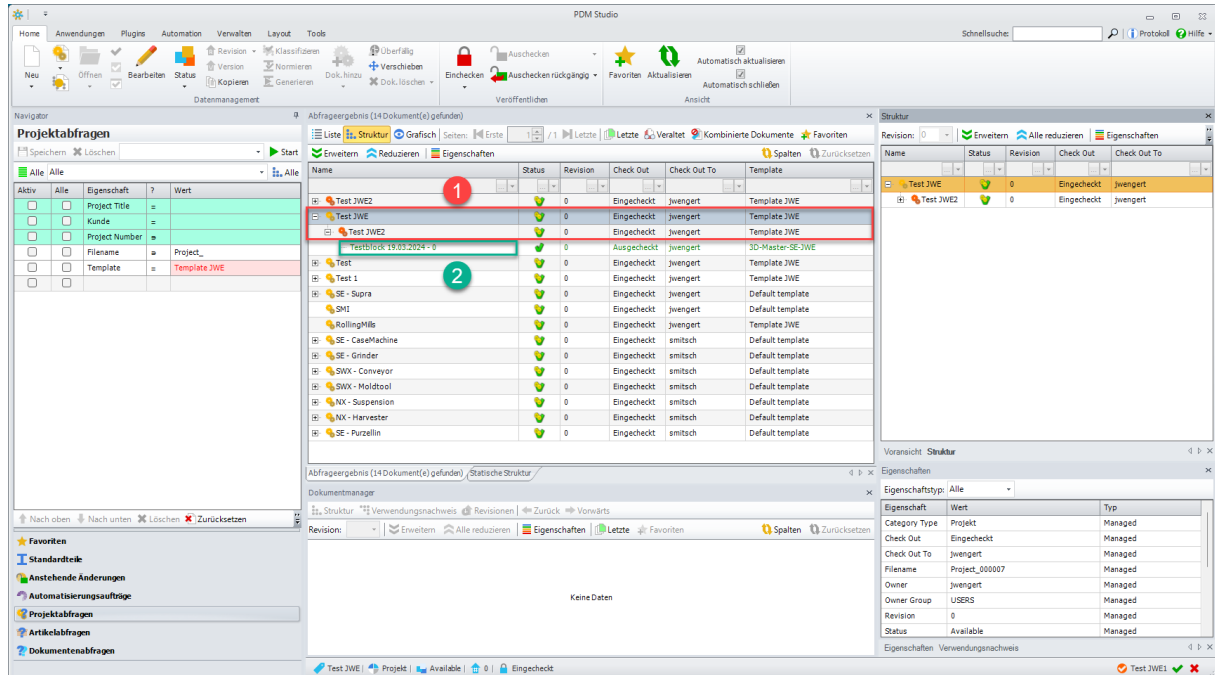 PDM Studio
Home Anwendungen Plugins Automation Verwalten Layout Tools
Schnellsuche: Protokoll Hilfe
Neu Öffnen Bearbeiten Status
Revision Klassifizieren
Version Normieren
Kopieren Generieren
Dok. hinzu
Überfällig
Verschieben
Dok. löschen
Einchecken
Auschecken
Auschecken rückgängig
Favoriten Aktualisieren
Automatisch aktualisieren
Automatisch schließen
Datenmanagement Veröffentlichen Ansicht
Navigator
Projektabfragen
Speichern Löschen Start
Alle Alle Alle
Aktiv Alle Eigenschaft ? Wert
Project Title =
Kunde =
Project Number =
Filename = Project_
Template = Template JWE
Nach oben Nach unten Löschen Zurücksetzen
Favoriten
Standardteile
Anstehende Änderungen
Automatisierungsaufträge
Projektabfragen
Artikelabfragen
Dokumentenabfragen
Abfrageergebnis (14 Dokument(e) gefunden)
Liste Struktur Grafisch Seiten: Erste 1 / 1 Letzte Letzte Veraltet Kombinierte Dokumente Favoriten
Erweitern Reduzieren Eigenschaften Spalten Zurücksetzen
Name Status Revision Check Out Check Out To Template
1
Test JWE2 0 Eingecheckt jwengert Template JWE
Test JWE 0 Eingecheckt jwengert Template JWE
Test JWE2 0 Eingecheckt jwengert Template JWE
Testblock 19.03.2024 - 0 0 Ausgecheckt jwengert 3D-Master-SE-JWE
2
Test 0 Eingecheckt jwengert Template JWE
Test 1 0 Eingecheckt jwengert Template JWE
SE - Supra 0 Eingecheckt jwengert Default template
SMI 0 Eingecheckt jwengert Default template
RollingMills 0 Eingecheckt jwengert Template JWE
SE - CaseMachine 0 Eingecheckt smitsch Default template
SE - Grinder 0 Eingecheckt smitsch Default template
SWX - Conveyor 0 Eingecheckt smitsch Default template
SWX - Moldtool 0 Eingecheckt smitsch Default template
NX - Suspension 0 Eingecheckt smitsch Default template
NX - Harvester 0 Eingecheckt smitsch Default template
SE - Purzellin 0 Eingecheckt smitsch Default template
Abfrageergebnis (14 Dokument(e) gefunden) Statische Struktur
Dokumentmanager
Struktur Verwendungsnachweis Revisionen Zurück Vorwärts
Revision: Erweitern Alle reduzieren Eigenschaften Letzte Favoriten Spalten Zurücksetzen
Keine Daten
Struktur
Revision: 0 Erweitern Alle reduzieren Eigenschaften
Name Status Revision Check Out Check Out To
Test JWE 0 Eingecheckt jwengert
Test JWE2 0 Eingecheckt jwengert
Voransicht Struktur
Eigenschaften
Eigenschaftstyp: Alle
Eigenschaft Wert Typ
Category Type Projekt Managed
Check Out Eingecheckt Managed
Check Out To jwengert Managed
Filename Project_000007 Managed
Owner jwengert Managed
Owner Group USERS Managed
Revision 0 Managed
Status Available Managed
Eigenschaften Verwendungsnachweis
Test JWE | Projekt | Available | 0 | Eingecheckt
Test JWE1